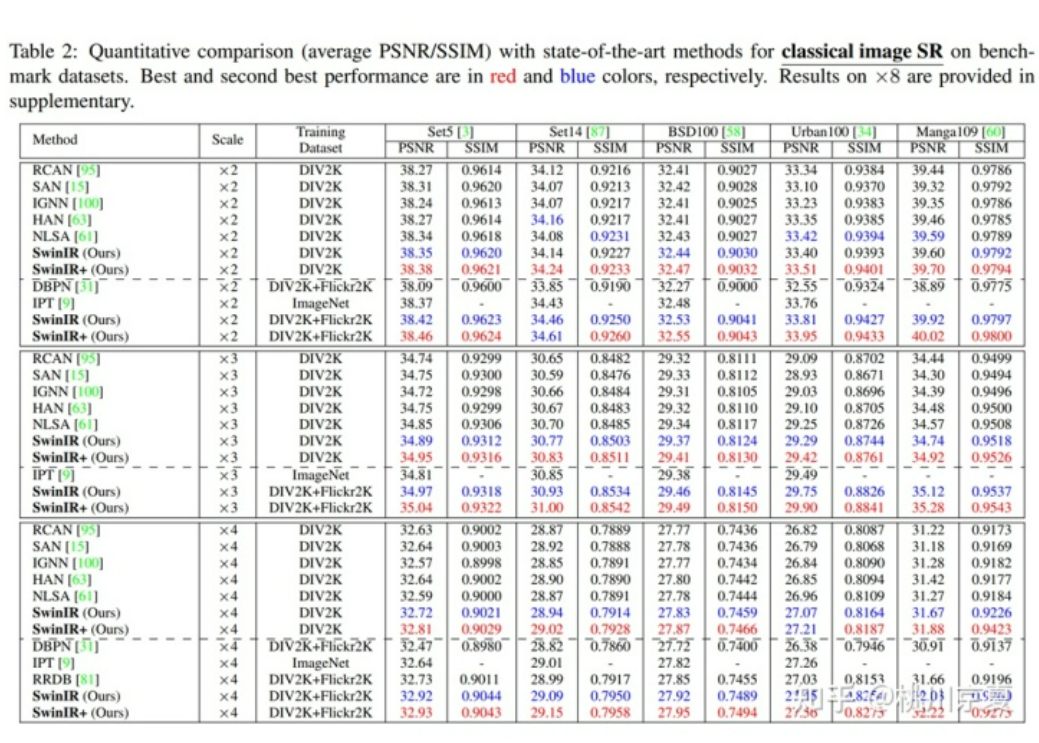 Table 2: Quantitative comparison (average PSNR/SSIM) with state-of-the-art methods for classical image SR on bench-
mark datasets. Best and second best performance are in red and blue colors, respectively. Results on ×8 are provided in
supplementary.
Method Scale Training Dataset Set5 [3] Set14 [87] BSD100 [58] Urban100 [34] Manga109 [60]
PSNR SSIM PSNR SSIM PSNR SSIM PSNR SSIM PSNR SSIM
RCAN [95] ×2 DIV2K 38.27 0.9614 34.12 0.9216 32.41 0.9027 33.34 0.9384 39.44 0.9786
SAN [15] ×2 DIV2K 38.31 0.9620 34.07 0.9213 32.42 0.9028 33.10 0.9370 39.32 0.9792
IGNN [100] ×2 DIV2K 38.24 0.9613 34.07 0.9217 32.41 0.9025 33.23 0.9383 39.35 0.9786
HAN [63] ×2 DIV2K 38.27 0.9614 34.16 0.9217 32.41 0.9027 33.35 0.9385 39.46 0.9785
NLSA [61] ×2 DIV2K 38.34 0.9618 34.08 0.9231 32.43 0.9027 33.42 0.9394 39.59 0.9789
SwinIR (Ours) ×2 DIV2K 38.35 0.9620 34.14 0.9227 32.44 0.9030 33.40 0.9393 39.60 0.9792
SwinIR+ (Ours) ×2 DIV2K 38.38 0.9621 34.24 0.9233 32.47 0.9032 33.51 0.9401 39.70 0.9794
DBPN [31] ×2 DIV2K+Flickr2K 38.09 0.9600 33.85 0.9190 32.27 0.9000 32.55 0.9324 38.89 0.9775
IPT [9] ×2 ImageNet 38.37 - 34.43 - 32.48 - 33.76 - - -
SwinIR (Ours) ×2 DIV2K+Flickr2K 38.42 0.9623 34.46 0.9250 32.53 0.9041 33.81 0.9427 39.92 0.9797
SwinIR+ (Ours) ×2 DIV2K+Flickr2K 38.46 0.9624 34.61 0.9260 32.55 0.9043 33.95 0.9433 40.02 0.9800
RCAN [95] ×3 DIV2K 34.74 0.9299 30.65 0.8482 29.32 0.8111 29.09 0.8702 34.44 0.9499
SAN [15] ×3 DIV2K 34.75 0.9300 30.59 0.8476 29.33 0.8112 28.93 0.8671 34.30 0.9494
IGNN [100] ×3 DIV2K 34.72 0.9298 30.66 0.8484 29.31 0.8105 29.03 0.8696 34.39 0.9496
HAN [63] ×3 DIV2K 34.75 0.9299 30.67 0.8483 29.32 0.8110 29.10 0.8705 34.48 0.9500
NLSA [61] ×3 DIV2K 34.85 0.9306 30.70 0.8485 29.34 0.8117 29.25 0.8726 34.57 0.9508
SwinIR (Ours) ×3 DIV2K 34.89 0.9312 30.77 0.8503 29.37 0.8124 29.29 0.8744 34.74 0.9518
SwinIR+ (Ours) ×3 DIV2K 34.95 0.9316 30.83 0.8511 29.41 0.8130 29.42 0.8761 34.92 0.9526
IPT [9] ×3 ImageNet 34.81 - 30.85 - 29.38 - 29.49 - - -
SwinIR (Ours) ×3 DIV2K+Flickr2K 34.97 0.9318 30.93 0.8534 29.46 0.8145 29.75 0.8826 35.12 0.9537
SwinIR+ (Ours) ×3 DIV2K+Flickr2K 35.04 0.9322 31.00 0.8542 29.49 0.8150 29.90 0.8841 35.28 0.9543
RCAN [95] ×4 DIV2K 32.63 0.9002 28.87 0.7889 27.77 0.7436 26.82 0.8087 31.22 0.9173
SAN [15] ×4 DIV2K 32.64 0.9003 28.92 0.7888 27.78 0.7436 26.79 0.8068 31.18 0.9169
IGNN [100] ×4 DIV2K 32.57 0.8998 28.85 0.7891 27.77 0.7434 26.84 0.8090 31.28 0.9182
HAN [63] ×4 DIV2K 32.64 0.9002 28.90 0.7890 27.80 0.7442 26.85 0.8094 31.42 0.9177
NLSA [61] ×4 DIV2K 32.59 0.9000 28.87 0.7891 27.78 0.7444 26.96 0.8109 31.27 0.9184
SwinIR (Ours) ×4 DIV2K 32.72 0.9021 28.94 0.7914 27.83 0.7459 27.07 0.8164 31.67 0.9226
SwinIR+ (Ours) ×4 DIV2K 32.81 0.9029 29.02 0.7928 27.87 0.7466 27.21 0.8187 31.88 0.9423
DBPN [31] ×4 DIV2K+Flickr2K 32.47 0.8980 28.82 0.7860 27.72 0.7400 26.38 0.7946 30.91 0.9137
IPT [9] ×4 ImageNet 32.64 - 29.01 - 27.82 - 27.26 - - -
RRDB [81] ×4 DIV2K+Flickr2K 32.73 0.9011 28.99 0.7917 27.85 0.7455 27.03 0.8153 31.66 0.9196
SwinIR (Ours) ×4 DIV2K+Flickr2K 32.92 0.9044 29.09 0.7950 27.92 0.7489
SwinIR+ (Ours) ×4 DIV2K+Flickr2K 32.93 0.9043 29.15 0.7958 27.95 0.7494 27.56 0.8273 32.22 0.9273
知乎 @桃川京夏